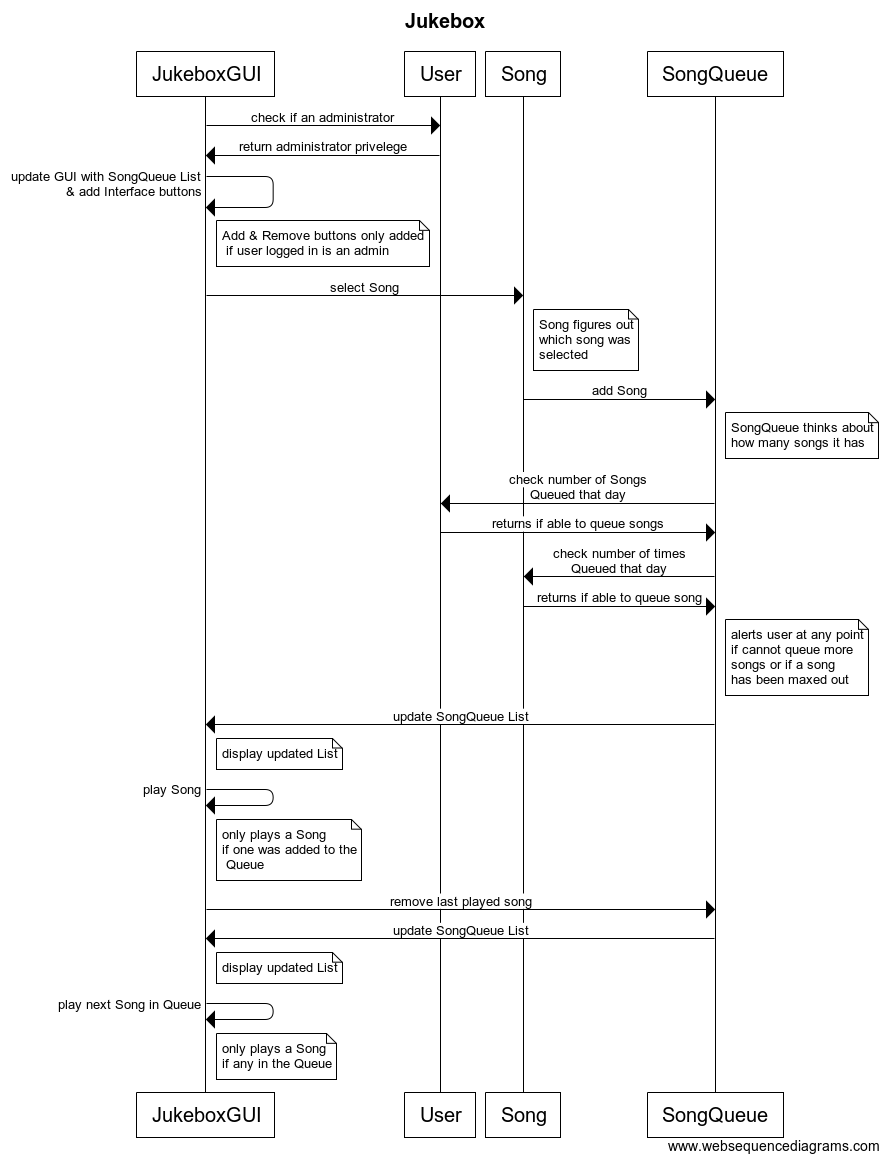 Jukebox
JukeboxGUI
User
Song
SongQueue
check if an administrator
return administrator privelege
update GUI with SongQueue List
& add Interface buttons
Add & Remove buttons only added
if user logged in is an admin
select Song
Song figures out
which song was
selected
add Song
SongQueue thinks about
how many songs it has
check number of Songs
Queued that day
returns if able to queue songs
check number of times
Queued that day
returns if able to queue song
alerts user at any point
if cannot queue more
songs or if a song
has been maxed out
update SongQueue List
display updated List
play Song
only plays a Song
if one was added to the
Queue
remove last played song
update SongQueue List
display updated List
play next Song in Queue
only plays a Song
if any in the Queue
JukeboxGUI
User
Song
SongQueue
www.websequencediagrams.com